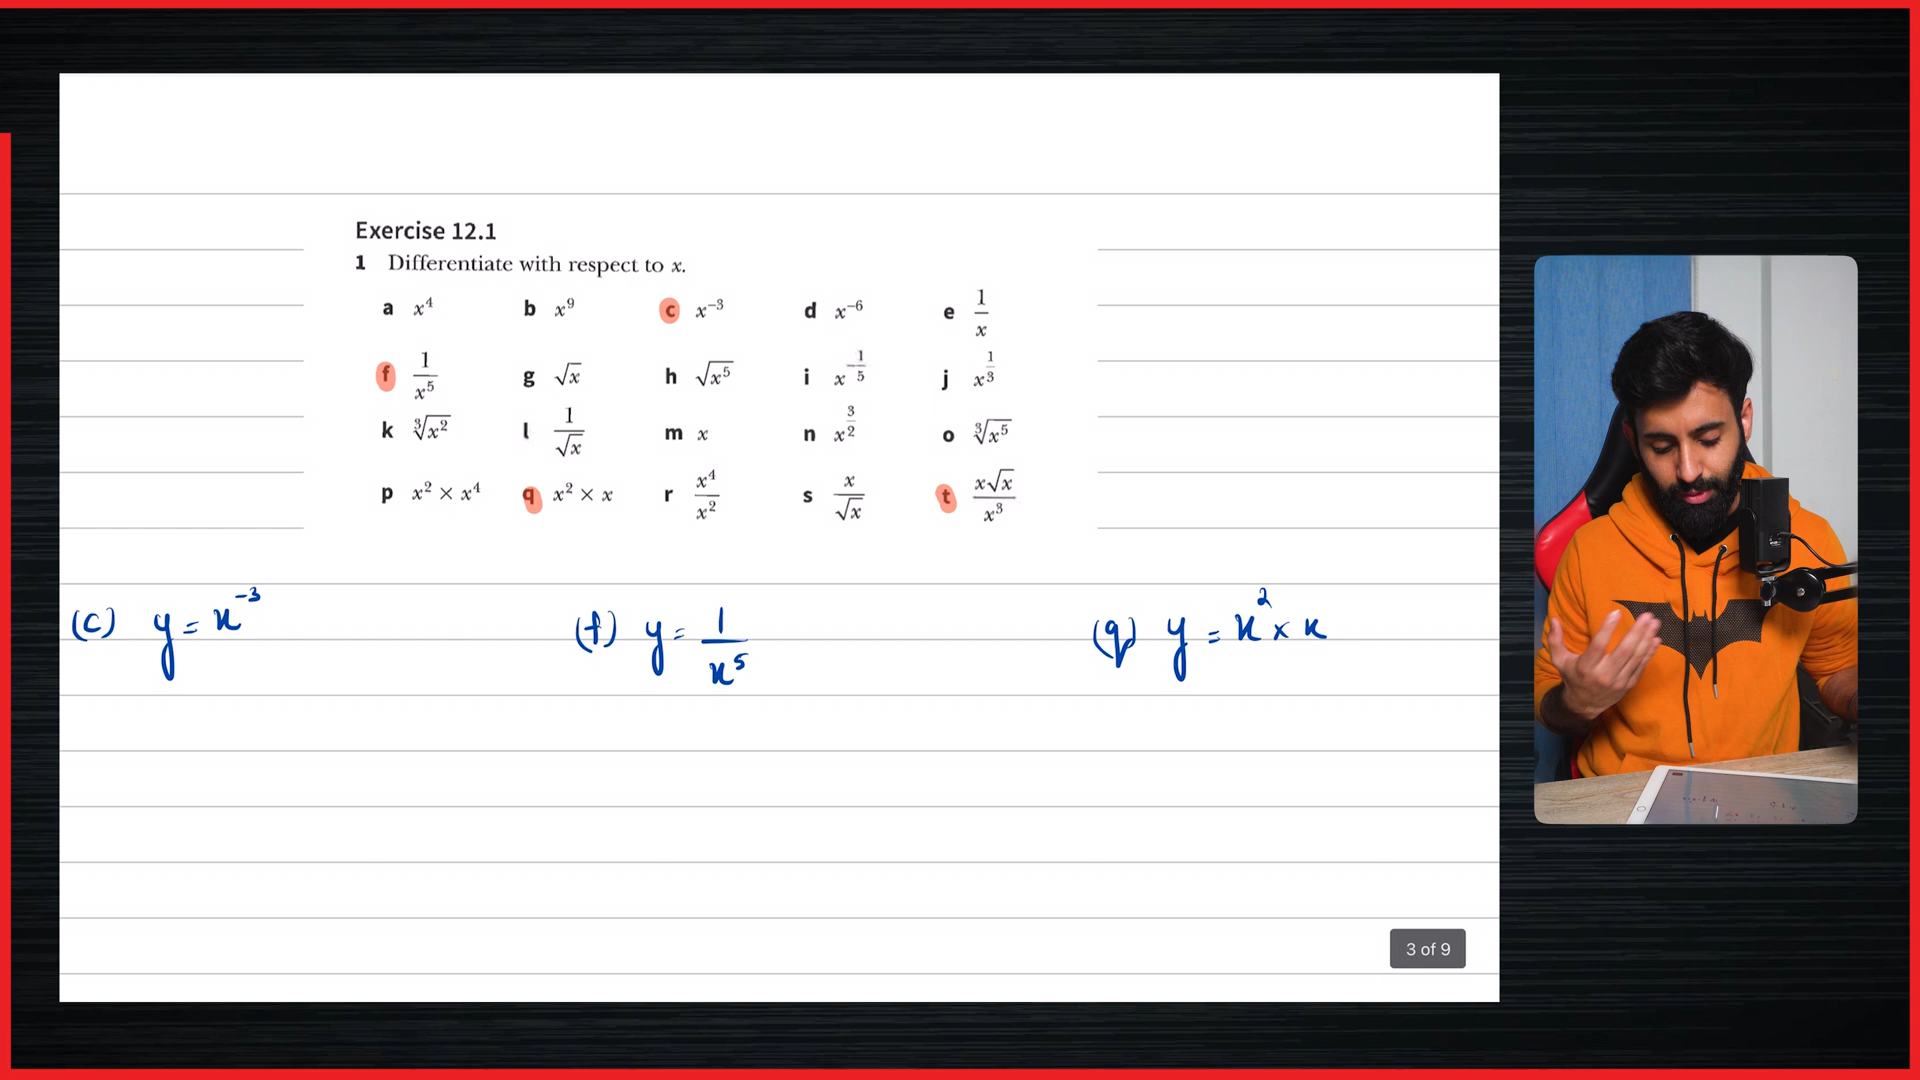 Exercise 12.1
1 Differentiate with respect to x.
a x⁴ b x⁹ c x⁻³ d x⁻⁶ e 1/x
f 1/x⁵ g √x h √x⁵ i x^(-1/5) j x^(1/3)
k ∛x² l 1/√x m x n x^(3/2) o ∛x⁵
p x² × x⁴ q x² × x r x⁴/x² s x/√x t x√x/x³
(c) y = x⁻³ (f) y = 1/x⁵ (q) y = x² × x
3 of 9